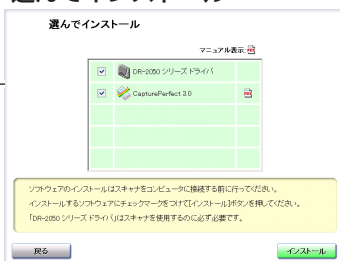 選んでインストール
マニュアル表示:
DR-2050 シリーズ ドライバ
CapturePerfect 3.0
ソフトウェアのインストールはスキャナをコンピュータに接続する前に行ってください。
インストールするソフトウェアにチェックマークをつけて[インストール]ボタンを押してください。
「DR-2050 シリーズ ドライバ」はスキャナを使用するのに必ず必要です。
戻る
インストール